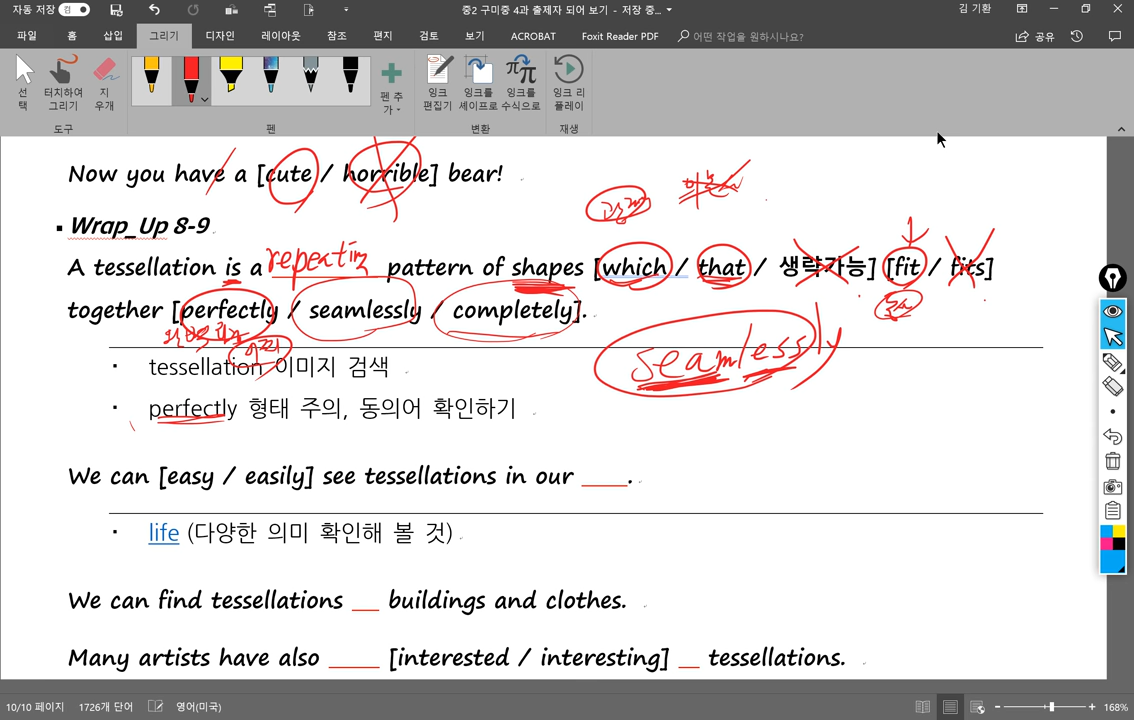 자동 저장 컴 중2 구미중 4과 출제자 되어 보기 - 저장 중... 김 기환
파일 홈 삽입 그리기 디자인 레이아웃 참조 편지 검토 보기 ACROBAT Foxit Reader PDF 어떤 작업을 원하시나요? 공유
선택 터치하여 그리기 지우개 펜 추가 잉크 편집기 잉크를 셰이프로 잉크를 수식으로 잉크 리플레이
도구 펜 변환 재생
Now you have a [cute / horrible] bear!
Wrap_Up 8-9
A tessellation is a repeating pattern of shapes [which / that / 생략가능] [fit / fits]
together [perfectly / seamlessly / completely].
seamlessly
tessellation 이미지 검색
perfectly 형태 주의, 동의어 확인하기
We can [easy / easily] see tessellations in our ____.
life (다양한 의미 확인해 볼 것)
We can find tessellations __ buildings and clothes.
Many artists have also ____ [interested / interesting] __ tessellations.
10/10 페이지 1726개 단어 영어(미국) 168%